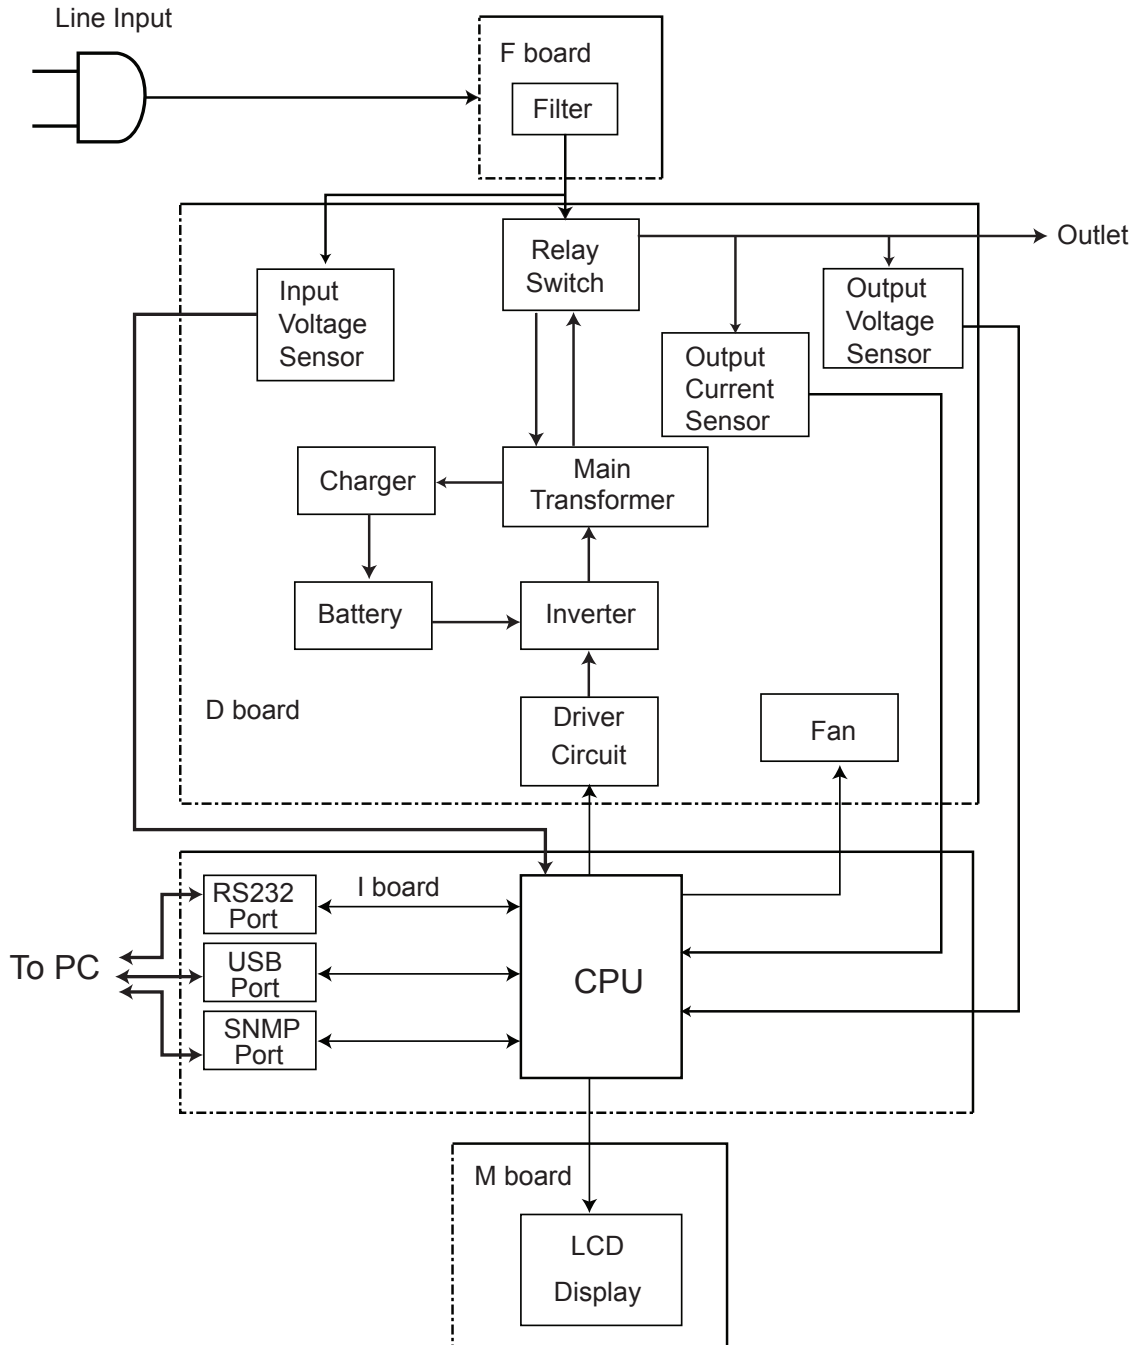 Line Input
F board
Filter
Relay
Switch
Outlet
Input
Voltage
Sensor
Output
Voltage
Sensor
Output
Current
Sensor
Charger
Main
Transformer
Battery
Inverter
D board
Driver
Circuit
Fan
I board
RS232
Port
To PC
USB
Port
CPU
SNMP
Port
M board
LCD
Display